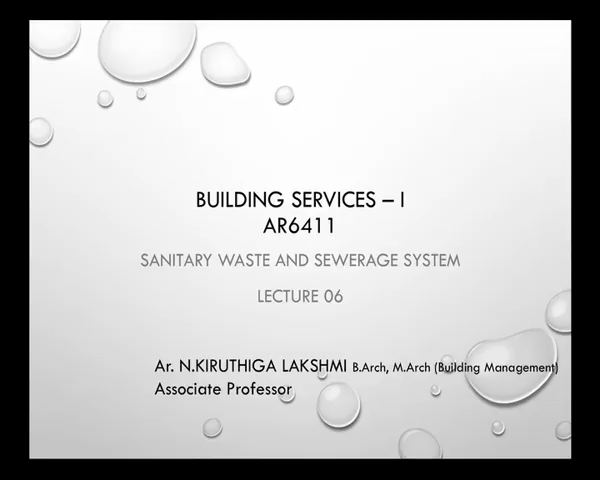 BUILDING SERVICES – I
AR6411
SANITARY WASTE AND SEWERAGE SYSTEM
LECTURE 06
Ar. N.KIRUTHIGA LAKSHMI B.Arch, M.Arch (Building Management)
Associate Professor